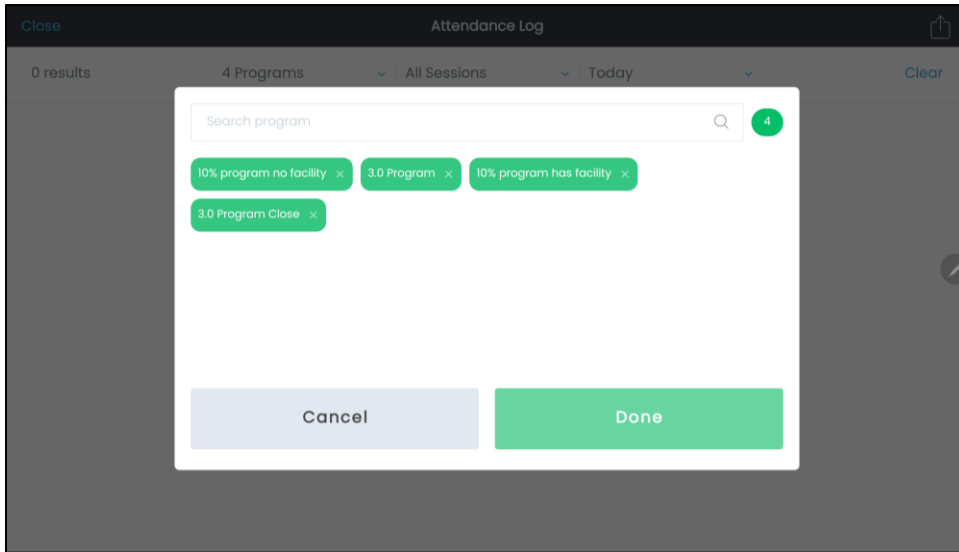 Close Attendance Log
0 results 4 Programs All Sessions Today Clear
Search program 4
10% program no facility × 3.0 Program × 10% program has facility ×
3.0 Program Close ×
Cancel Done